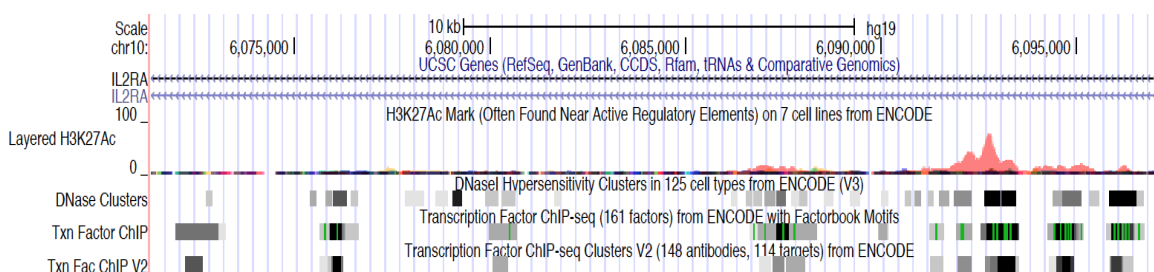 Scale 10 kb hg19
chr10: 6,075,000 6,080,000 6,085,000 6,090,000 6,095,000
UCSC Genes (RefSeq, GenBank, CCDS, Rfam, tRNAs & Comparative Genomics)
IL2RA
IL2RA
100 _ H3K27Ac Mark (Often Found Near Active Regulatory Elements) on 7 cell lines from ENCODE
Layered H3K27Ac
0 _
DNaseI Hypersensitivity Clusters in 125 cell types from ENCODE (V3)
DNase Clusters
Transcription Factor ChIP-seq (161 factors) from ENCODE with Factorbook Motifs
Txn Factor ChIP
Transcription Factor ChIP-seq Clusters V2 (148 antibodies, 114 targets) from ENCODE
Txn Fac ChIP V2